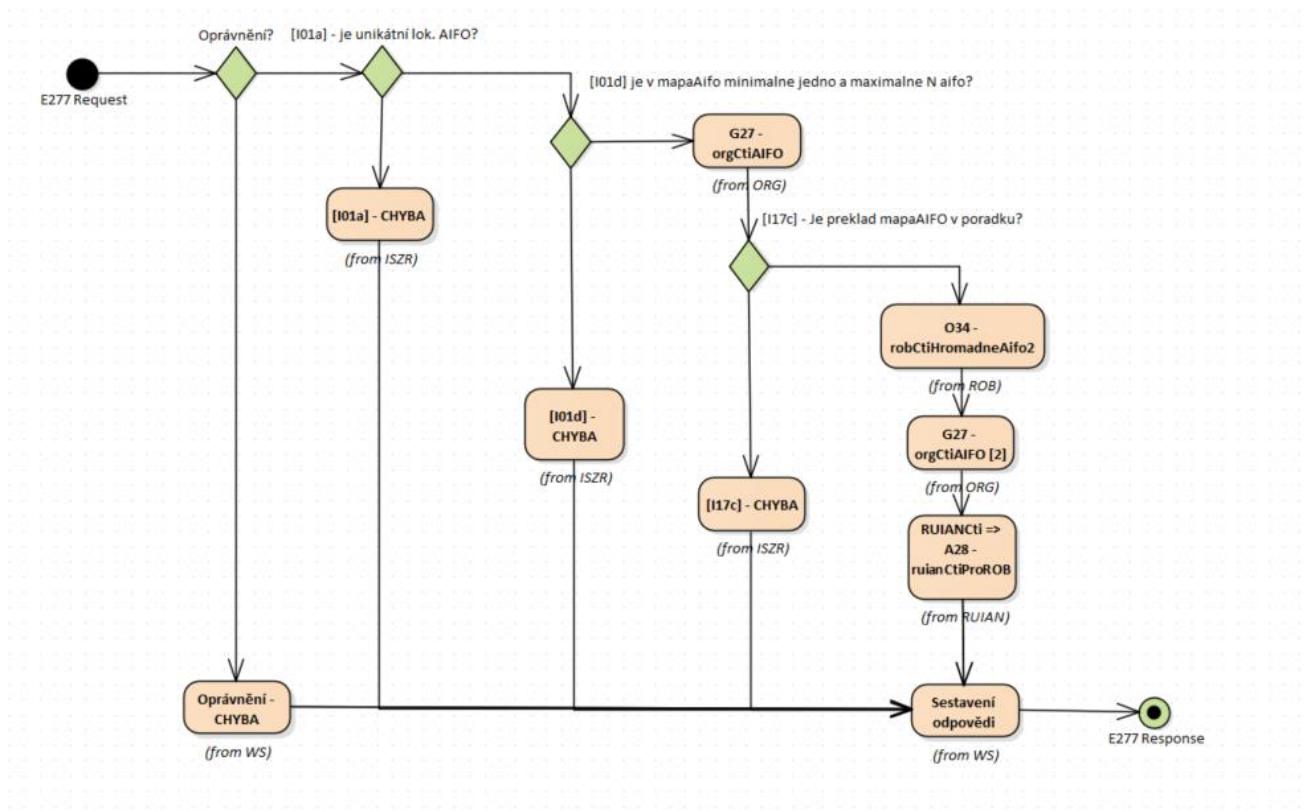 Oprávnění?
[I01a] - je unikátní lok. AIFO?
E277 Request
[I01d] je v mapaAifo minimalne jedno a maximalne N aifo?
G27 -
orgCtiAIFO
(from ORG)
[I01a] - CHYBA
(from ISZR)
[I17c] - Je preklad mapaAIFO v poradku?
O34 -
robCtiHromadneAifo2
(from ROB)
[I01d] -
CHYBA
(from ISZR)
G27 -
orgCtiAIFO [2]
(from ORG)
[I17c] - CHYBA
(from ISZR)
RUIANCti =>
A28 -
ruianCtiProROB
(from RUIAN)
Oprávnění -
CHYBA
(from WS)
Sestavení
odpovědi
(from WS)
E277 Response